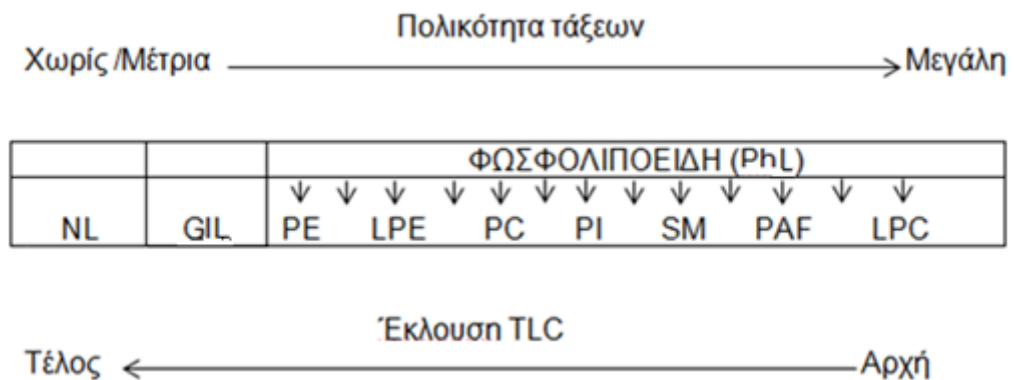 Πολικότητα τάξεων
Χωρίς /Μέτρια Μεγάλη
ΦΩΣΦΟΛΙΠΟΕΙΔΗ (PhL)
NL GIL PE LPE PC PI SM PAF LPC
Έκλουση TLC
Τέλος Αρχή